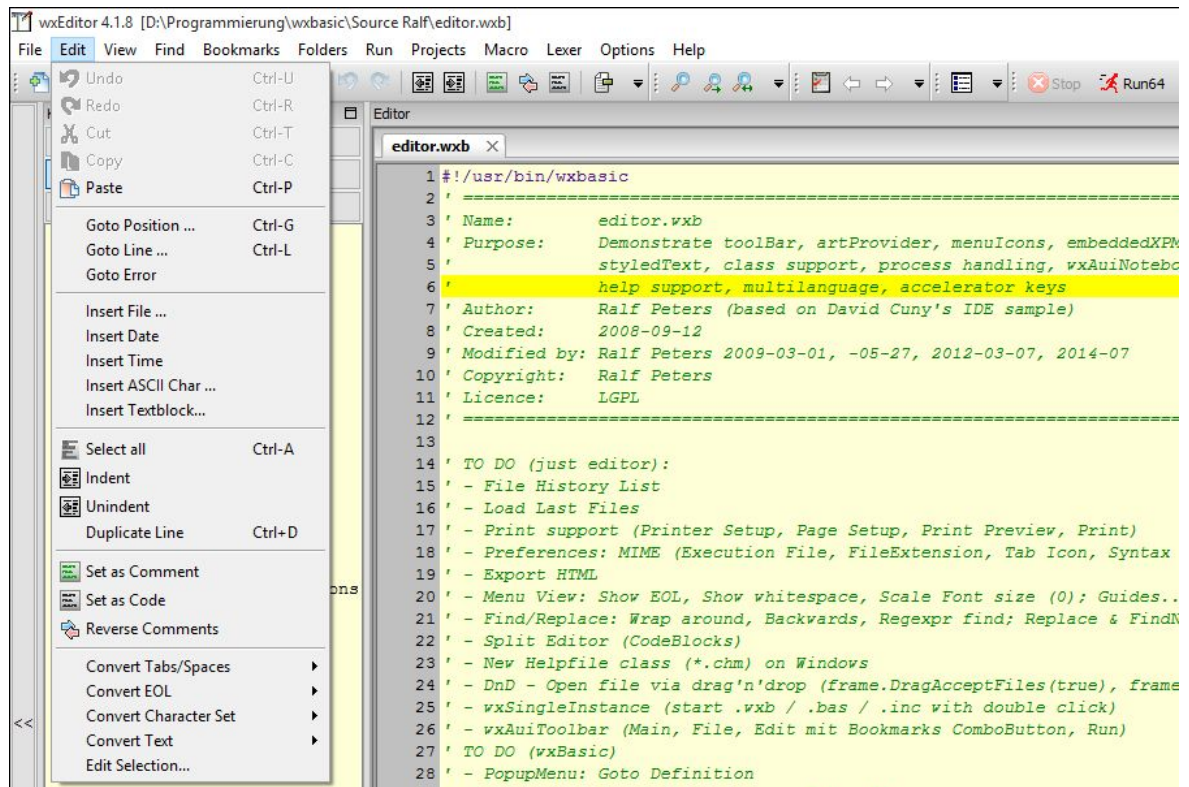 wxEditor 4.1.8 [D:\Programmierung\wxbasic\Source Ralf\editor.wxb]
File Edit View Find Bookmarks Folders Run Projects Macro Lexer Options Help
Stop Run64
Undo Ctrl-U
Redo Ctrl-R
Cut Ctrl-T
Copy Ctrl-C
Paste Ctrl-P
Goto Position ... Ctrl-G
Goto Line ... Ctrl-L
Goto Error
Insert File ...
Insert Date
Insert Time
Insert ASCII Char ...
Insert Textblock...
Select all Ctrl-A
Indent
Unindent
Duplicate Line Ctrl+D
Set as Comment
Set as Code
Reverse Comments
Convert Tabs/Spaces
Convert EOL
Convert Character Set
Convert Text
Edit Selection...
<<
ons
Editor
editor.wxb
1 #!/usr/bin/wxbasic
2 ' =======================================================================
3 ' Name: editor.wxb
4 ' Purpose: Demonstrate toolBar, artProvider, menuIcons, embeddedXPM
5 ' styledText, class support, process handling, wxAuiNotebo
6 ' help support, multilanguage, accelerator keys
7 ' Author: Ralf Peters (based on David Cuny's IDE sample)
8 ' Created: 2008-09-12
9 ' Modified by: Ralf Peters 2009-03-01, -05-27, 2012-03-07, 2014-07
10 ' Copyright: Ralf Peters
11 ' Licence: LGPL
12 ' =======================================================================
13
14 ' TO DO (just editor):
15 ' - File History List
16 ' - Load Last Files
17 ' - Print support (Printer Setup, Page Setup, Print Preview, Print)
18 ' - Preferences: MIME (Execution File, FileExtension, Tab Icon, Syntax
19 ' - Export HTML
20 ' - Menu View: Show EOL, Show whitespace, Scale Font size (0); Guides..
21 ' - Find/Replace: Wrap around, Backwards, Regexpr find; Replace & FindN
22 ' - Split Editor (CodeBlocks)
23 ' - New Helpfile class (*.chm) on Windows
24 ' - DnD - Open file via drag'n'drop (frame.DragAcceptFiles(true), frame
25 ' - wxSingleInstance (start .wxb / .bas / .inc with double click)
26 ' - wxAuiToolbar (Main, File, Edit mit Bookmarks ComboButton, Run)
27 ' TO DO (wxBasic)
28 ' - PopupMenu: Goto Definition